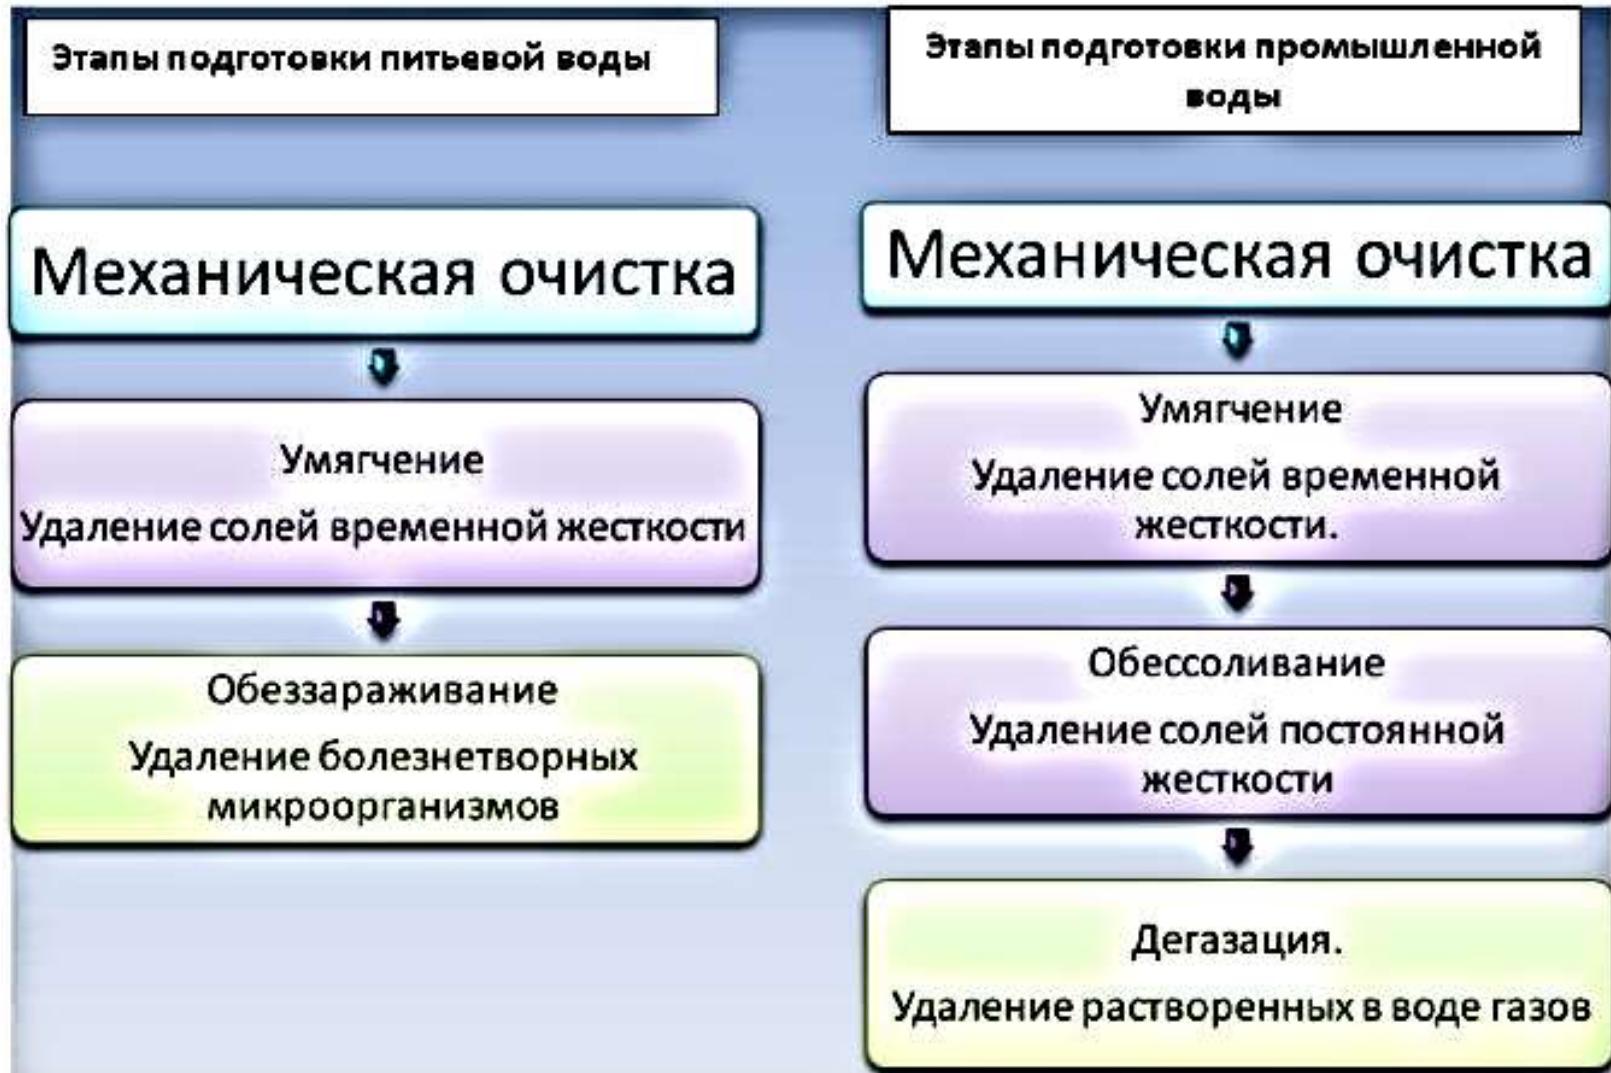 Этапы подготовки питьевой воды
Механическая очистка
Умягчение
Удаление солей временной жесткости
Обеззараживание
Удаление болезнетворных
микроорганизмов
Этапы подготовки промышленной
воды
Механическая очистка
Умягчение
Удаление солей временной
жесткости.
Обессоливание
Удаление солей постоянной
жесткости
Дегазация.
Удаление растворенных в воде газов